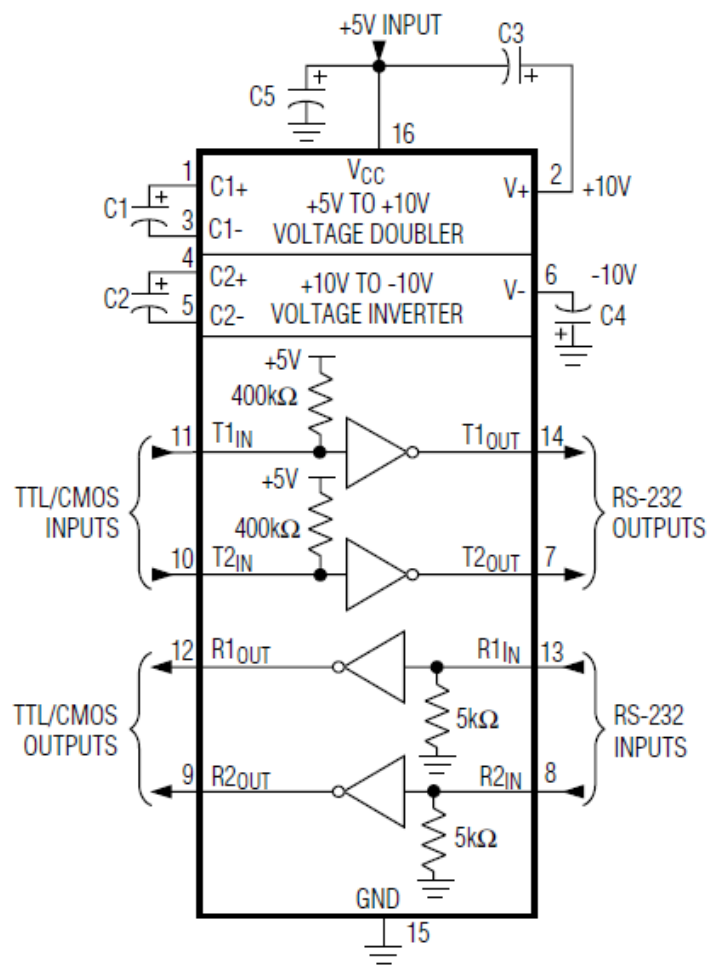 +5V INPUT
C3
+
C5
+
16
1
C1+
VCC
V+
2
+10V
+5V TO +10V
VOLTAGE DOUBLER
C1
+
3
C1-
4
C2+
+10V TO -10V
VOLTAGE INVERTER
V-
6
-10V
C2
+
5
C2-
C4
+
+5V
400kΩ
11
T1IN
T1OUT
14
+5V
TTL/CMOS
INPUTS
RS-232
OUTPUTS
400kΩ
10
T2IN
T2OUT
7
12
R1OUT
R1IN
13
TTL/CMOS
OUTPUTS
5kΩ
RS-232
INPUTS
9
R2OUT
R2IN
8
5kΩ
GND
15